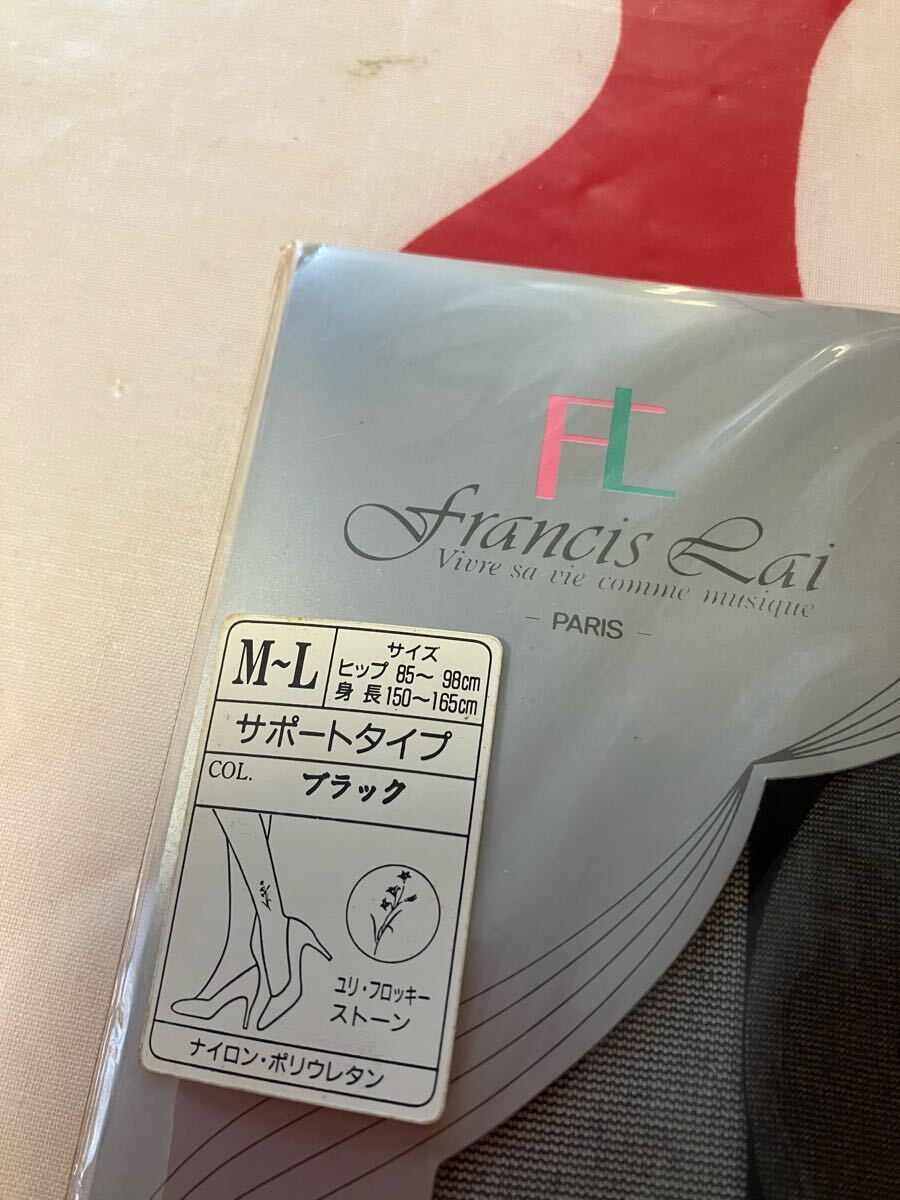 FL
Francis Lai
Vivre sa vie comme musique
- PARIS -
M~L
サイズ
ヒップ 85~ 98cm
身長150~165cm
サポートタイプ
COL.
ブラック
ユリ・フロッキー
ストーン
ナイロン・ポリウレタン